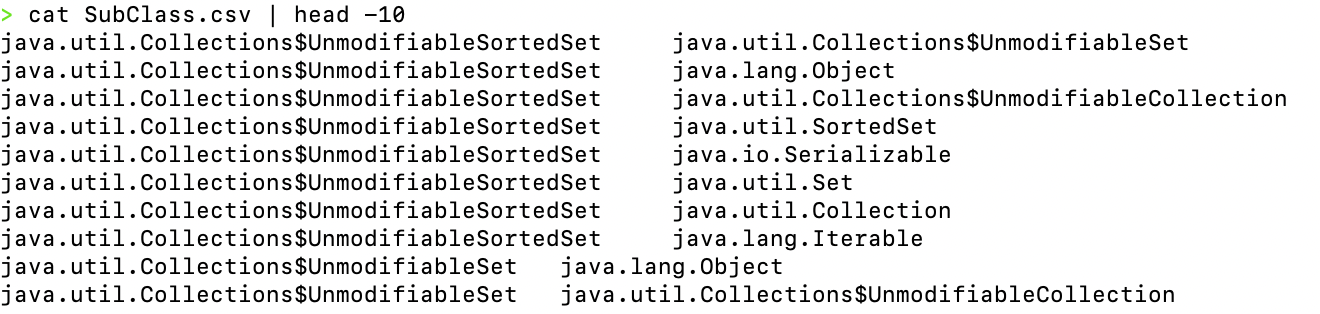 > cat SubClass.csv | head -10
java.util.Collections$UnmodifiableSortedSet     java.util.Collections$UnmodifiableSet
java.util.Collections$UnmodifiableSortedSet     java.lang.Object
java.util.Collections$UnmodifiableSortedSet     java.util.Collections$UnmodifiableCollection
java.util.Collections$UnmodifiableSortedSet     java.util.SortedSet
java.util.Collections$UnmodifiableSortedSet     java.io.Serializable
java.util.Collections$UnmodifiableSortedSet     java.util.Set
java.util.Collections$UnmodifiableSortedSet     java.util.Collection
java.util.Collections$UnmodifiableSortedSet     java.lang.Iterable
java.util.Collections$UnmodifiableSet   java.lang.Object
java.util.Collections$UnmodifiableSet   java.util.Collections$UnmodifiableCollection